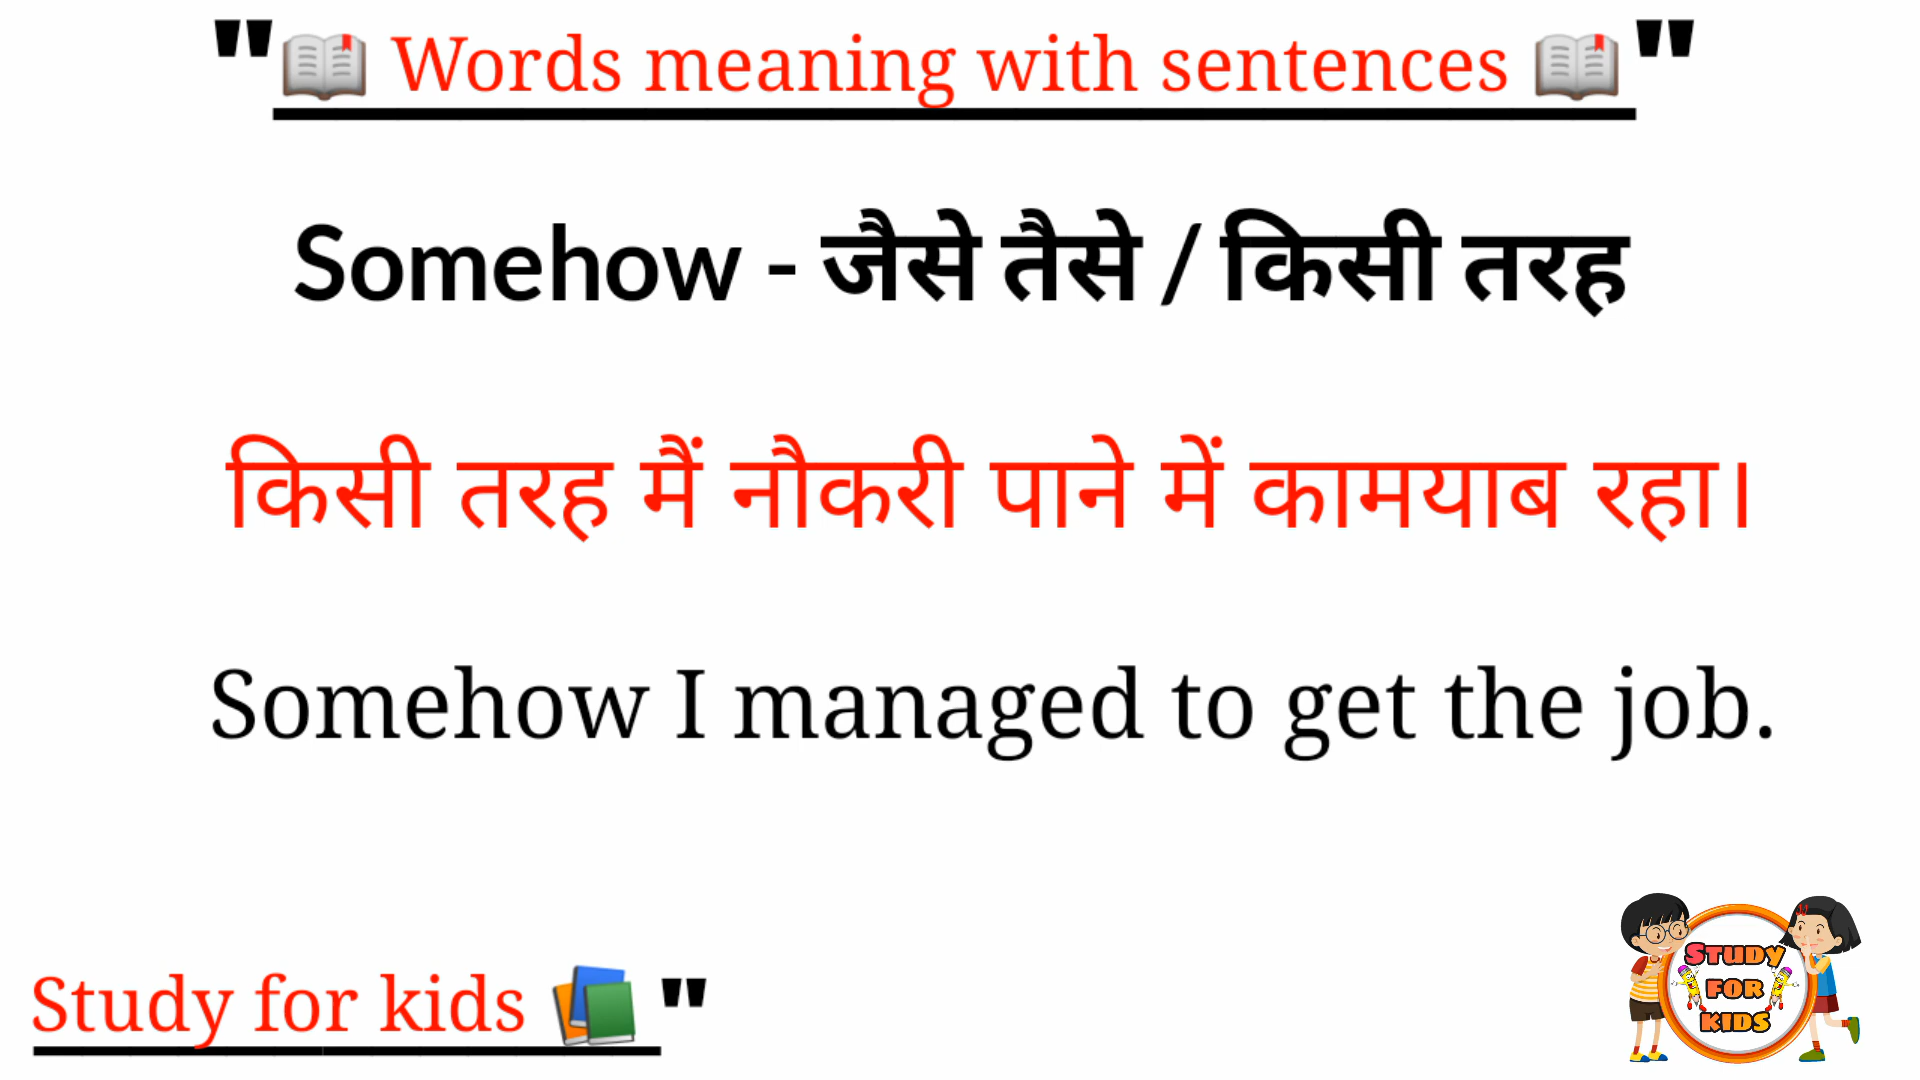 "📖 Words meaning with sentences 📖"
Somehow - जैसे तैसे / किसी तरह
किसी तरह मैं नौकरी पाने में कामयाब रहा।
Somehow I managed to get the job.
Study for kids 📚"
STUDY
FOR
KIDS